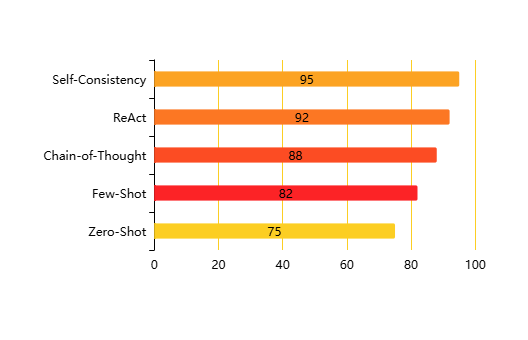 Self-Consistency 95
ReAct 92
Chain-of-Thought 88
Few-Shot 82
Zero-Shot 75
0 20 40 60 80 100